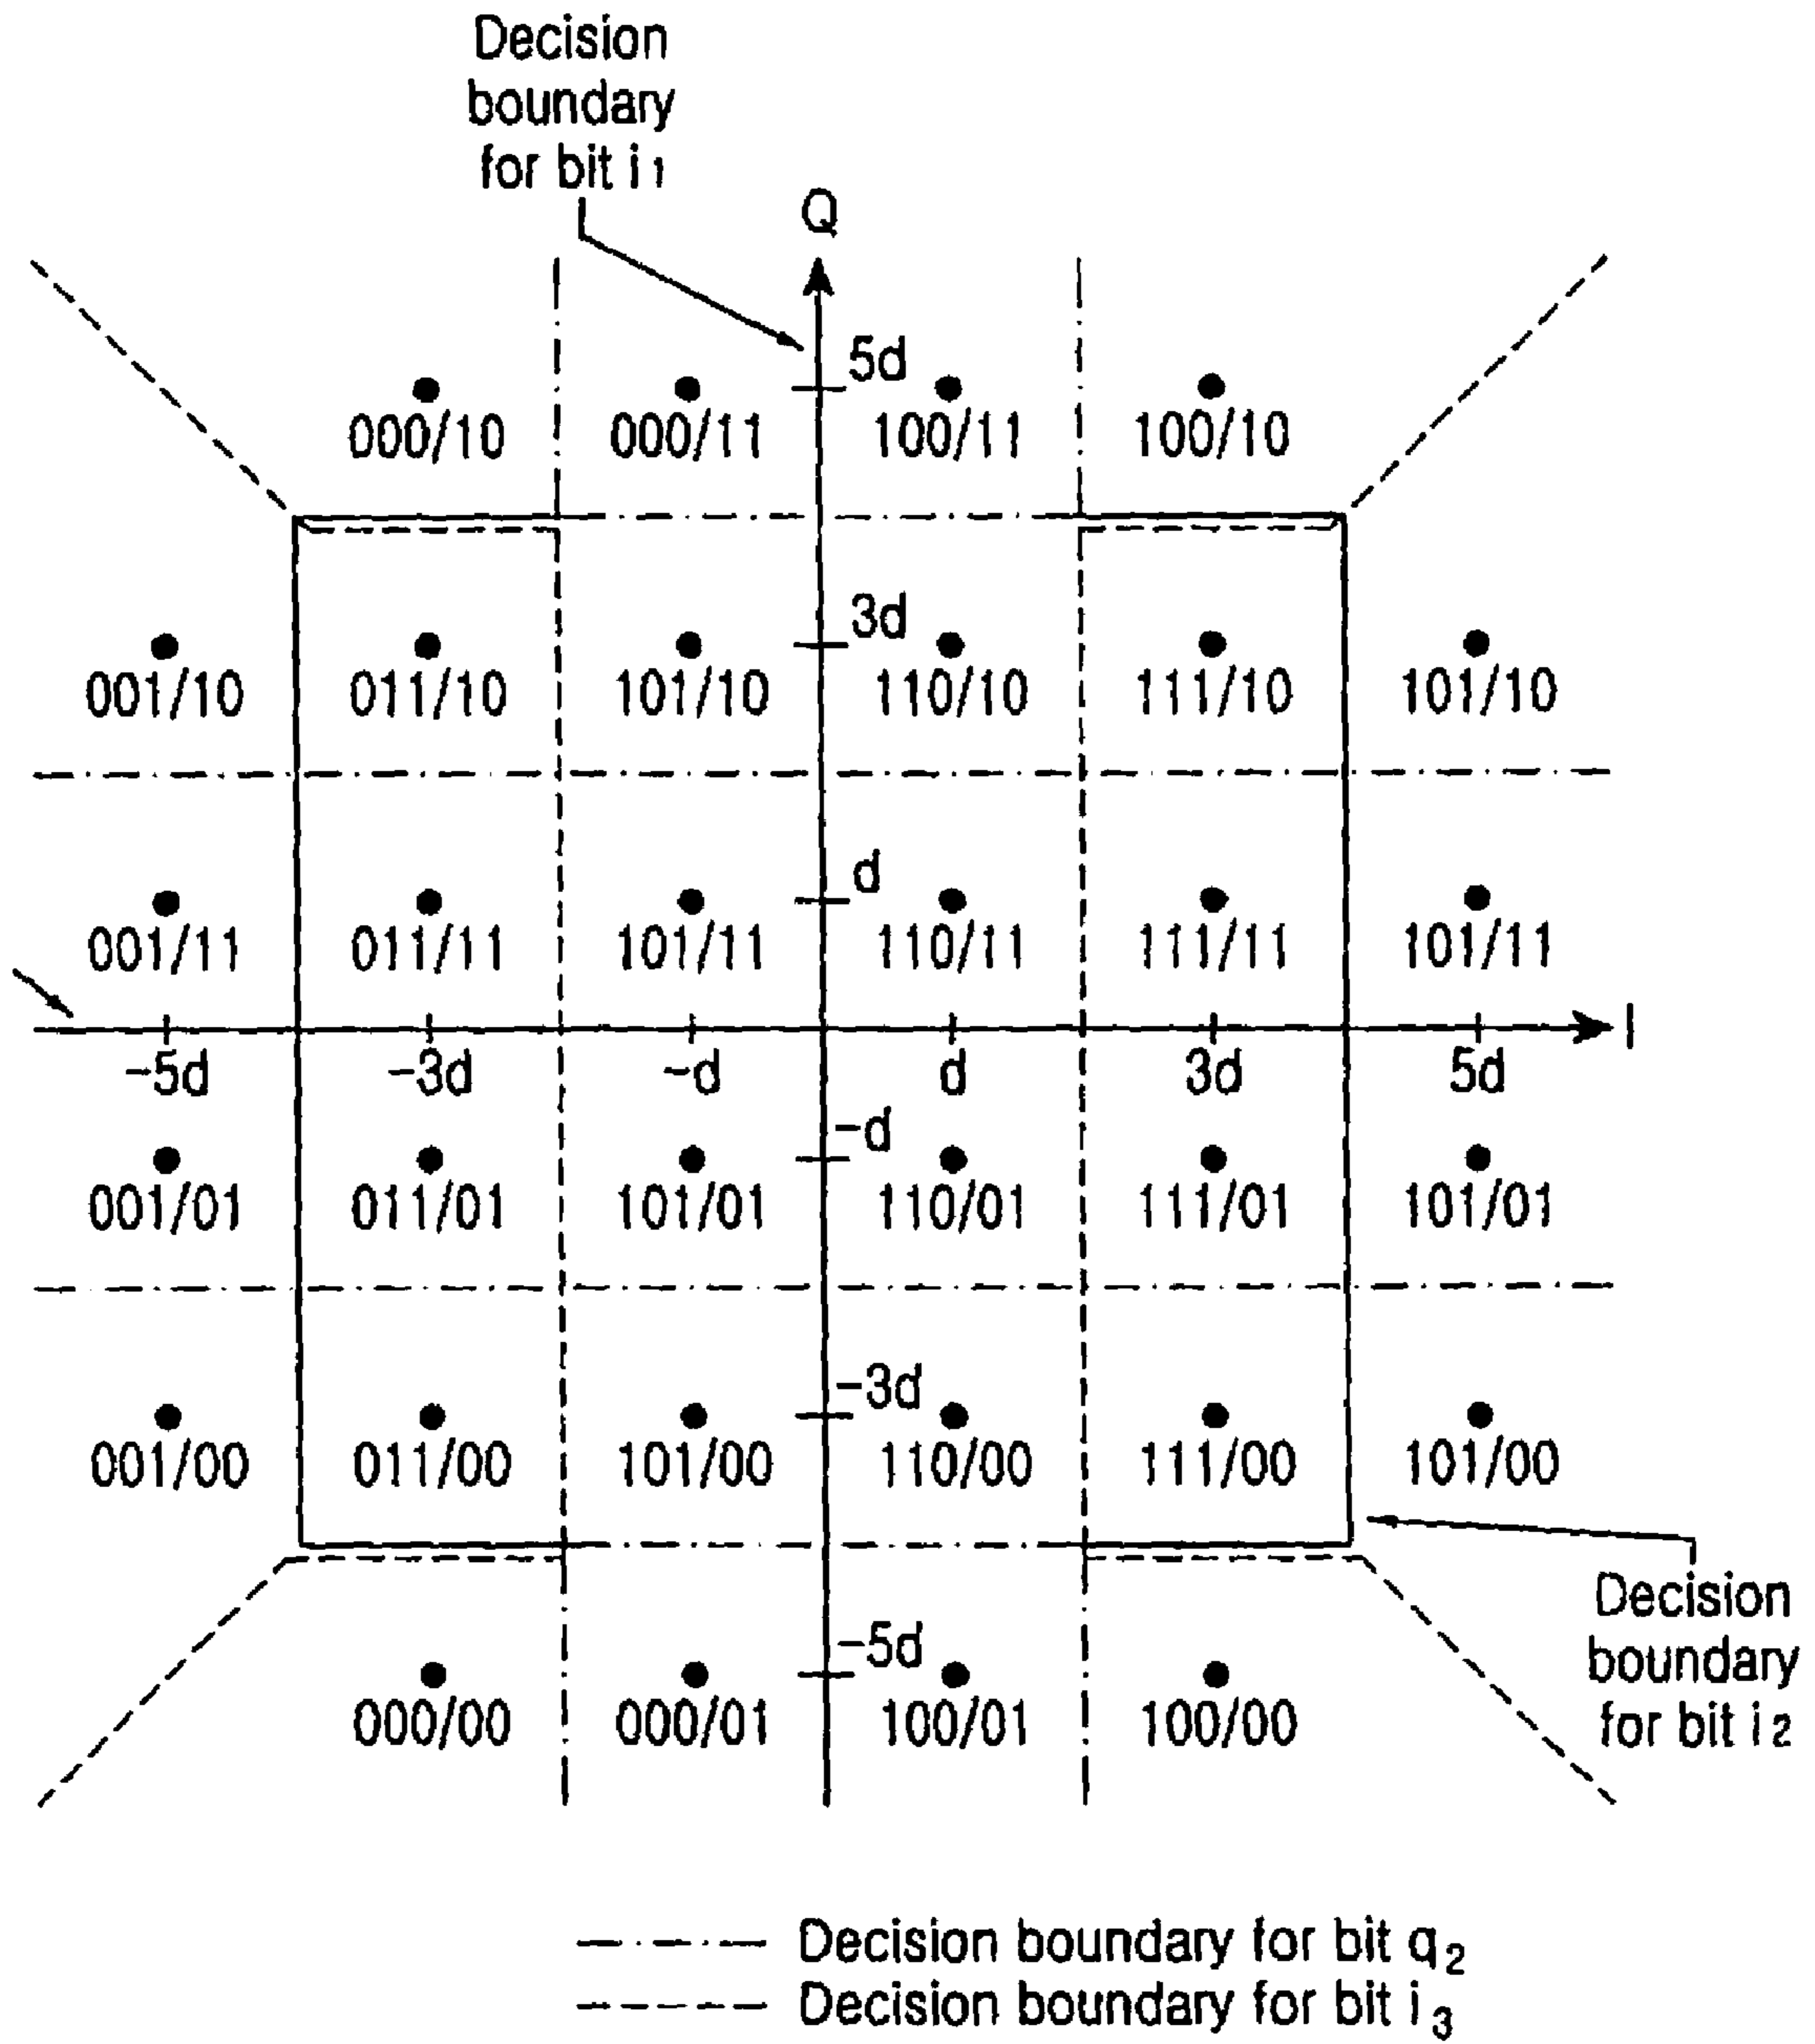 Decision
boundary
for bit i1
Q
5d
000/10 000/11 100/11 100/10
3d
001/10 011/10 101/10 110/10 111/10 101/10
d
001/11 011/11 101/11 110/11 111/11 101/11
I
-5d -3d -d d 3d 5d
-d
001/01 011/01 101/01 110/01 111/01 101/01
-3d
001/00 011/00 101/00 110/00 111/00 101/00
-5d
000/00 000/01 100/01 100/00
Decision
boundary
for bit i2
Decision boundary for bit q2
Decision boundary for bit i3